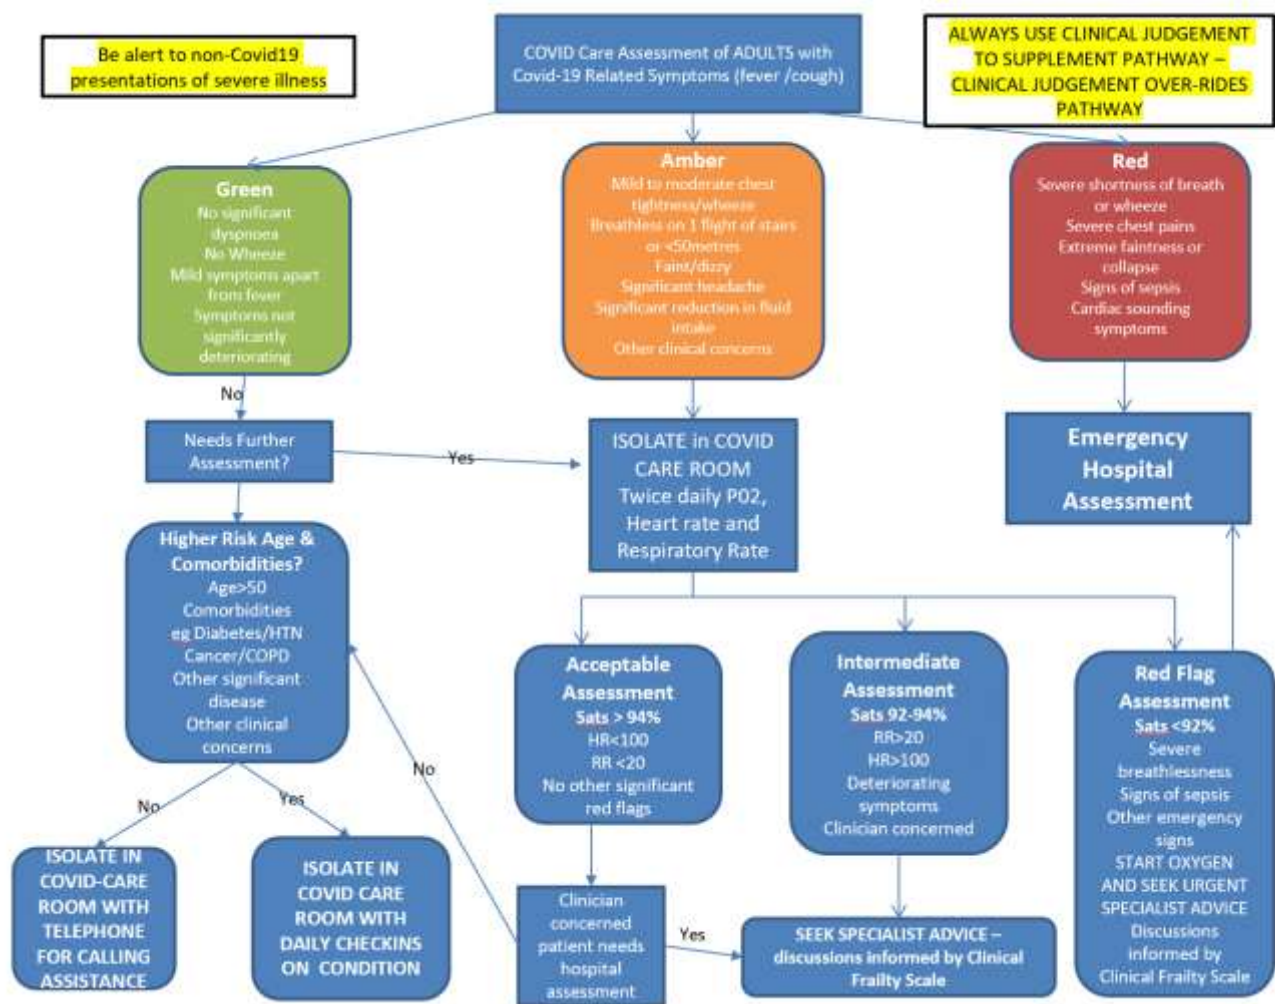 Be alert to non-Covid19
presentations of severe illness
COVID Care Assessment of ADULTS with
Covid-19 Related Symptoms (fever /cough)
ALWAYS USE CLINICAL JUDGEMENT
TO SUPPLEMENT PATHWAY –
CLINICAL JUDGEMENT OVER-RIDES
PATHWAY
Green
No significant
dyspnoea
No Wheeze
Mild symptoms apart
from fever
Symptoms not
significantly
deteriorating
Amber
Mild to moderate chest
tightness/wheeze
Breathless on 1 flight of stairs
or <50metres
Faint/dizzy
Significant headache
Significant reduction in fluid
intake
Other clinical concerns
Red
Severe shortness of breath
or wheeze
Severe chest pains
Extreme faintness or
collapse
Signs of sepsis
Cardiac sounding
symptoms
No
Needs Further
Assessment?
Yes
ISOLATE in COVID
CARE ROOM
Twice daily P02,
Heart rate and
Respiratory Rate
Emergency
Hospital
Assessment
Higher Risk Age &
Comorbidities?
Age>50
Comorbidities
eg Diabetes/HTN
Cancer/COPD
Other significant
disease
Other clinical
concerns
Acceptable
Assessment
Sats > 94%
HR<100
RR <20
No other significant
red flags
Intermediate
Assessment
Sats 92-94%
RR>20
HR>100
Deteriorating
symptoms
Clinician concerned
Red Flag
Assessment
Sats <92%
Severe
breathlessness
Signs of sepsis
Other emergency
signs
START OXYGEN
AND SEEK URGENT
SPECIALIST ADVICE
Discussions
informed by
Clinical Frailty Scale
No
No
Yes
ISOLATE IN
COVID-CARE
ROOM WITH
TELEPHONE
FOR CALLING
ASSISTANCE
ISOLATE IN
COVID CARE
ROOM WITH
DAILY CHECKINS
ON CONDITION
Clinician
concerned
patient needs
hospital
assessment
Yes
SEEK SPECIALIST ADVICE –
discussions informed by Clinical
Frailty Scale